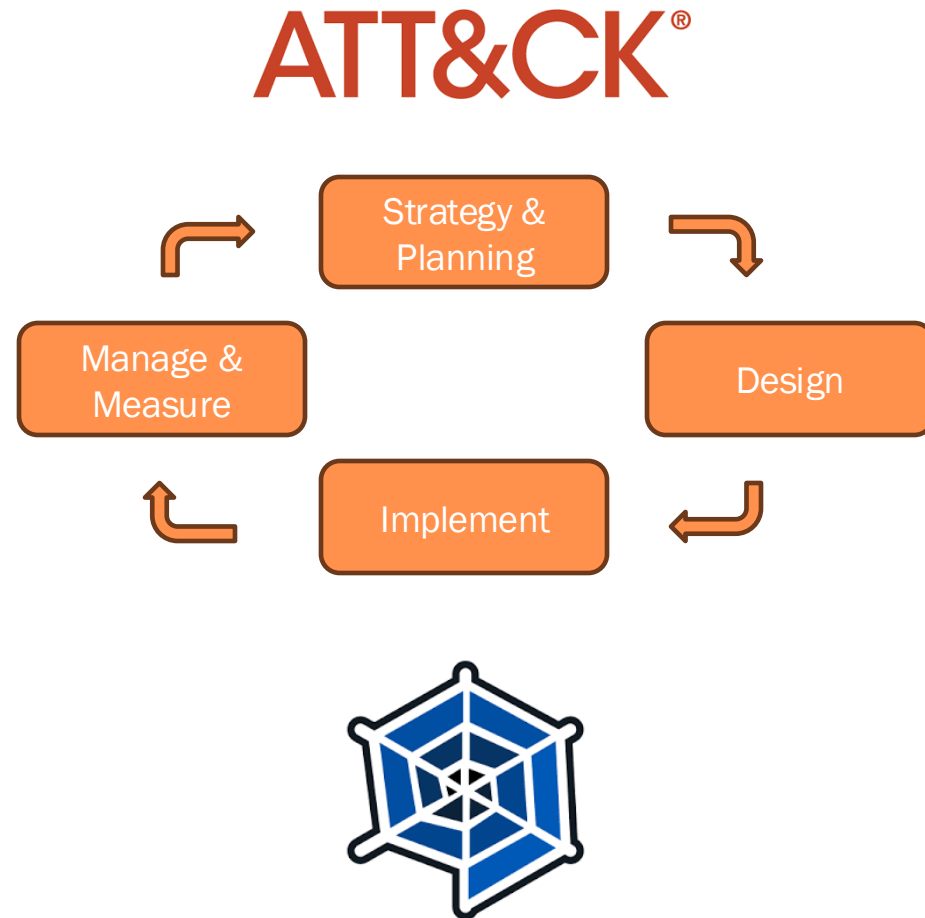 ATT&CK®
Strategy &
Planning
Manage &
Measure
Design
Implement